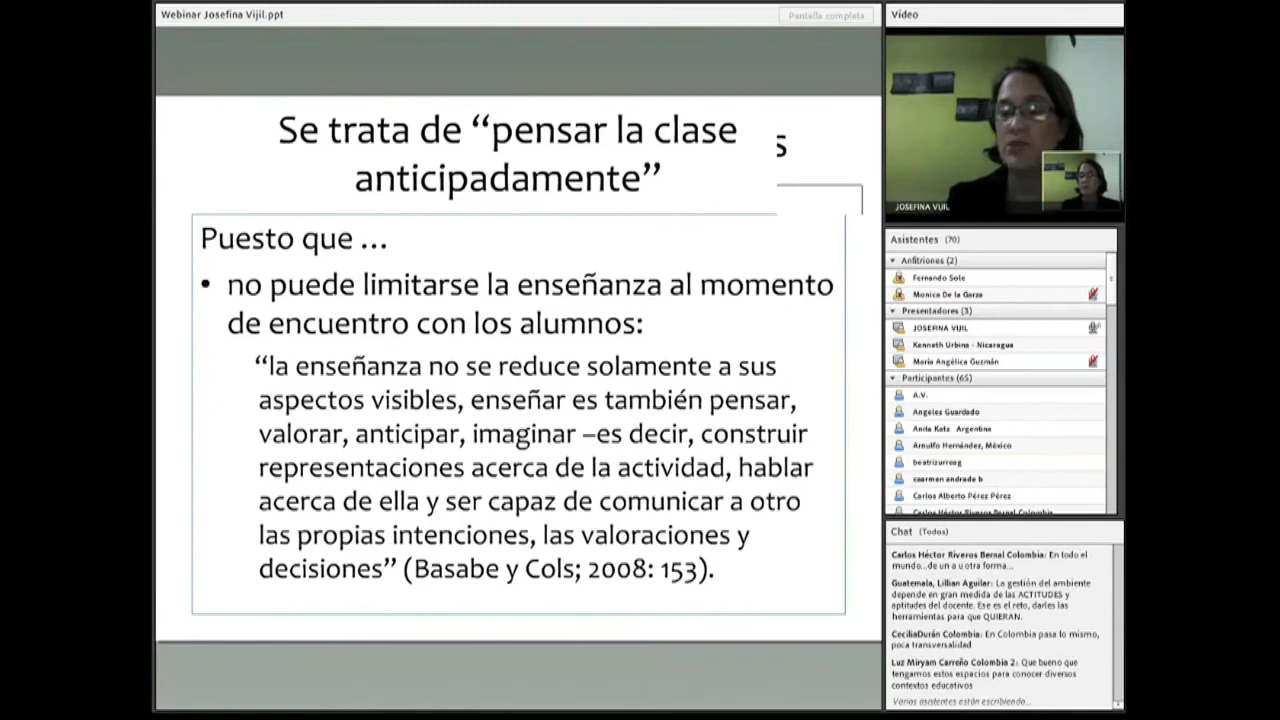 Webinar Josefina Vijil.ppt
Pantalla completa
Se trata de “pensar la clase
anticipadamente”
s
Puesto que ...
• no puede limitarse la enseñanza al momento
de encuentro con los alumnos:
“la enseñanza no se reduce solamente a sus
aspectos visibles, enseñar es también pensar,
valorar, anticipar, imaginar –es decir, construir
representaciones acerca de la actividad, hablar
acerca de ella y ser capaz de comunicar a otro
las propias intenciones, las valoraciones y
decisiones” (Basabe y Cols; 2008: 153).
Vídeo
JOSEFINA VIJIL
Asistentes (70)
Anfitriones (2)
Fernando Sole
Monica De la Garza
Presentadores (3)
JOSEFINA VIJIL
Kenneth Urbina - Nicaragua
María Angélica Guzmán
Participantes (65)
A.V.
Angeles Guardado
Anita Katz Argentina
Arnulfo Hernández, México
beatrizurreag
caarmen andrade b
Carlos Alberto Pérez Pérez
Carlos Héctor Riveros Bernal Colombia
Chat (Todos)
Carlos Héctor Riveros Bernal Colombia: En todo el
mundo...de un a u otra forma...
Guatemala, Lillian Aguilar: La gestión del ambiente
depende en gran medida de las ACTITUDES y
aptitudes del docente. Ese es el reto, darles las
herramientas para que QUIERAN.
CeciliaDurán Colombia: En Colombia pasa lo mismo,
poca transversalidad
Luz Miryam Carreño Colombia 2: Que bueno que
tengamos estos espacios para conocer diversos
contextos educativos
Varios asistentes están escribiendo...